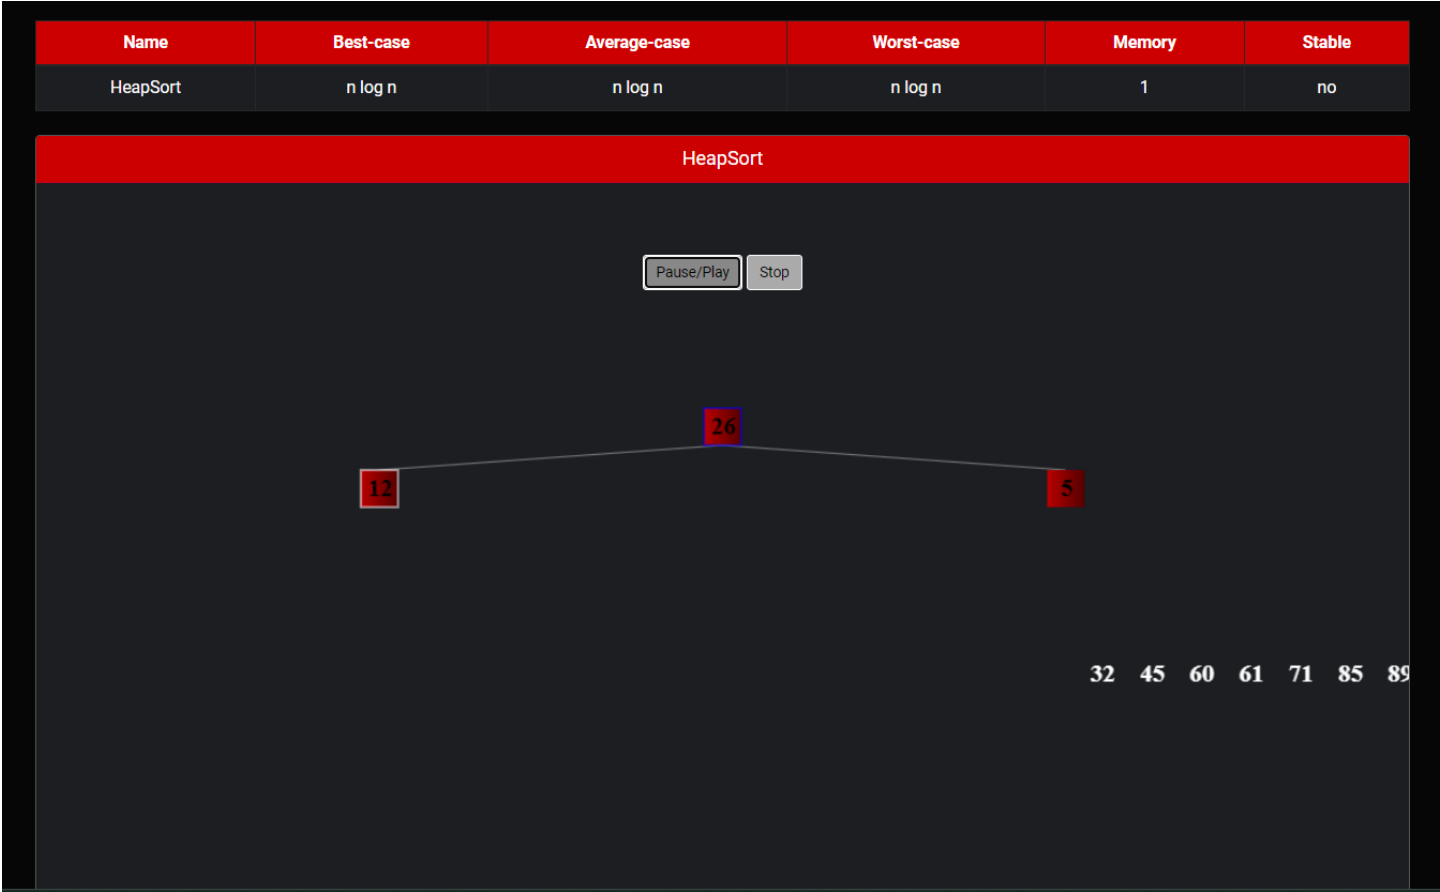 Name Best-case Average-case Worst-case Memory Stable
HeapSort n log n n log n n log n 1 no
HeapSort
Pause/Play Stop
26
12 5
32 45 60 61 71 85 89